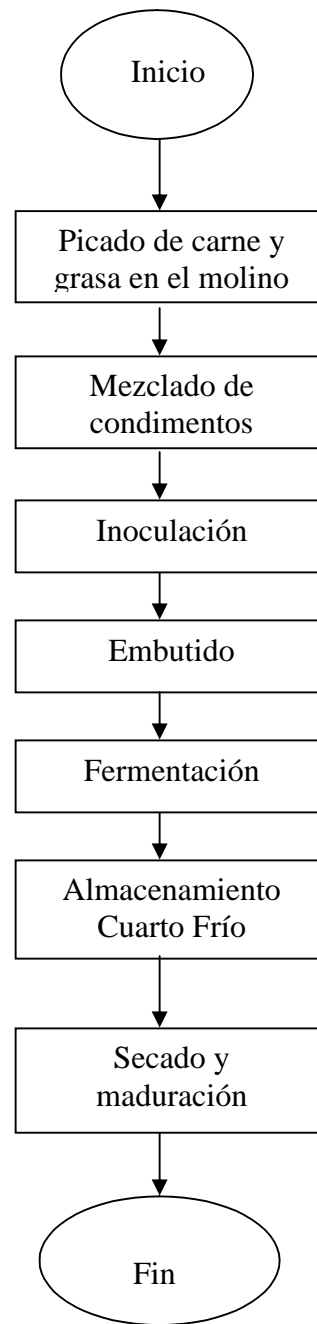 Inicio
Picado de carne y
grasa en el molino
Mezclado de
condimentos
Inoculación
Embutido
Fermentación
Almacenamiento
Cuarto Frío
Secado y
maduración
Fin